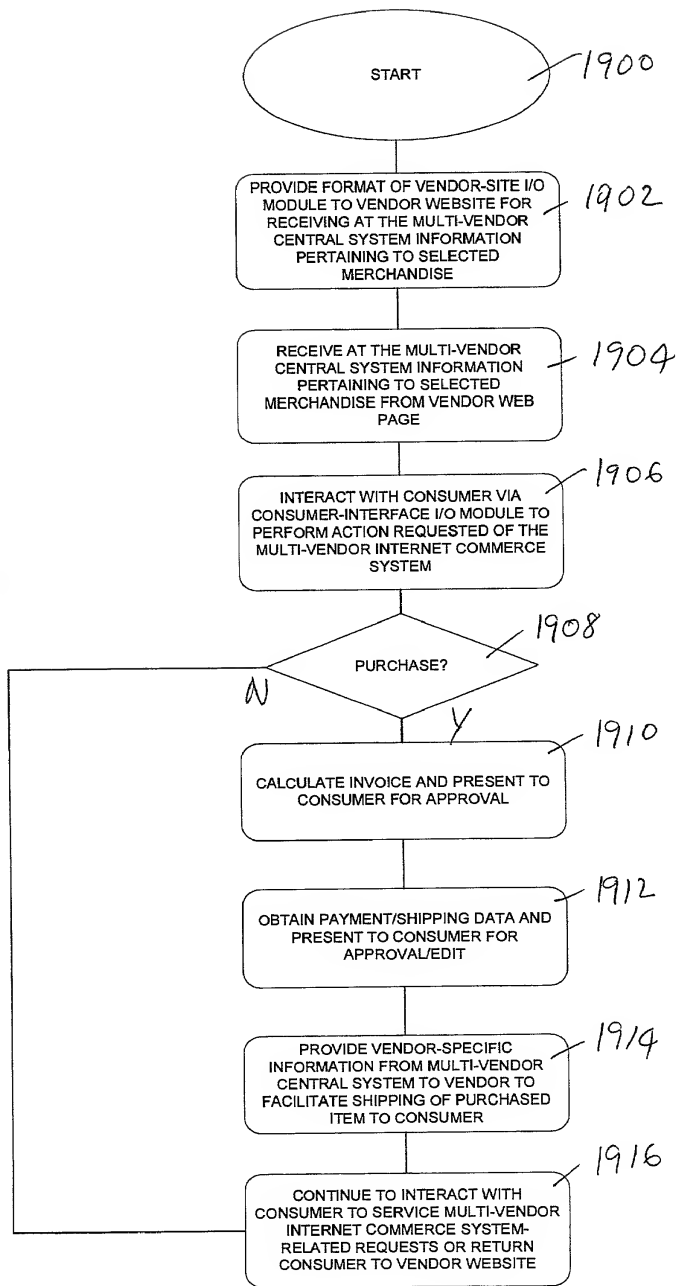 START
1900
PROVIDE FORMAT OF VENDOR-SITE I/O
MODULE TO VENDOR WEBSITE FOR
RECEIVING AT THE MULTI-VENDOR
CENTRAL SYSTEM INFORMATION
PERTAINING TO SELECTED
MERCHANDISE
1902
RECEIVE AT THE MULTI-VENDOR
CENTRAL SYSTEM INFORMATION
PERTAINING TO SELECTED
MERCHANDISE FROM VENDOR WEB
PAGE
1904
INTERACT WITH CONSUMER VIA
CONSUMER-INTERFACE I/O MODULE TO
PERFORM ACTION REQUESTED OF THE
MULTI-VENDOR INTERNET COMMERCE
SYSTEM
1906
PURCHASE?
1908
N
Y
CALCULATE INVOICE AND PRESENT TO
CONSUMER FOR APPROVAL
1910
OBTAIN PAYMENT/SHIPPING DATA AND
PRESENT TO CONSUMER FOR
APPROVAL/EDIT
1912
PROVIDE VENDOR-SPECIFIC
INFORMATION FROM MULTI-VENDOR
CENTRAL SYSTEM TO VENDOR TO
FACILITATE SHIPPING OF PURCHASED
ITEM TO CONSUMER
1914
CONTINUE TO INTERACT WITH
CONSUMER TO SERVICE MULTI-VENDOR
INTERNET COMMERCE SYSTEM-
RELATED REQUESTS OR RETURN
CONSUMER TO VENDOR WEBSITE
1916